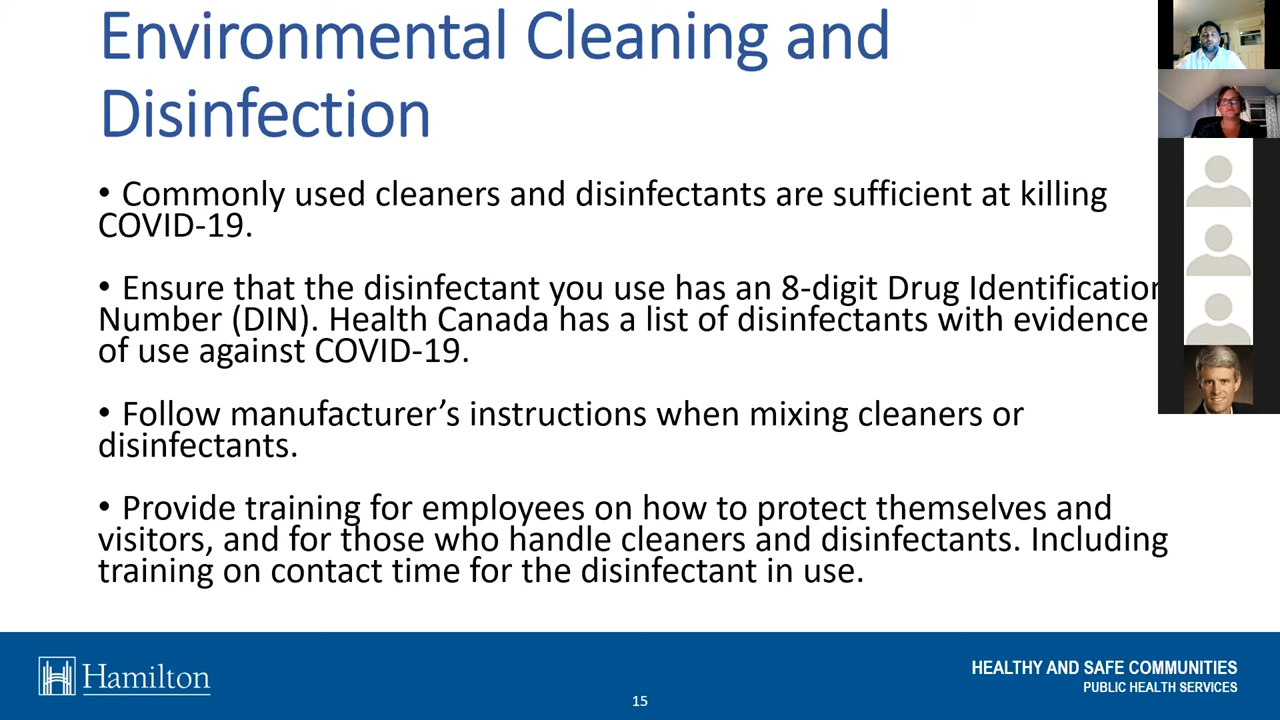 Environmental Cleaning and
Disinfection
• Commonly used cleaners and disinfectants are sufficient at killing
COVID-19.
• Ensure that the disinfectant you use has an 8-digit Drug Identification
Number (DIN). Health Canada has a list of disinfectants with evidence
of use against COVID-19.
• Follow manufacturer’s instructions when mixing cleaners or
disinfectants.
• Provide training for employees on how to protect themselves and
visitors, and for those who handle cleaners and disinfectants. Including
training on contact time for the disinfectant in use.
Hamilton
15
HEALTHY AND SAFE COMMUNITIES
PUBLIC HEALTH SERVICES